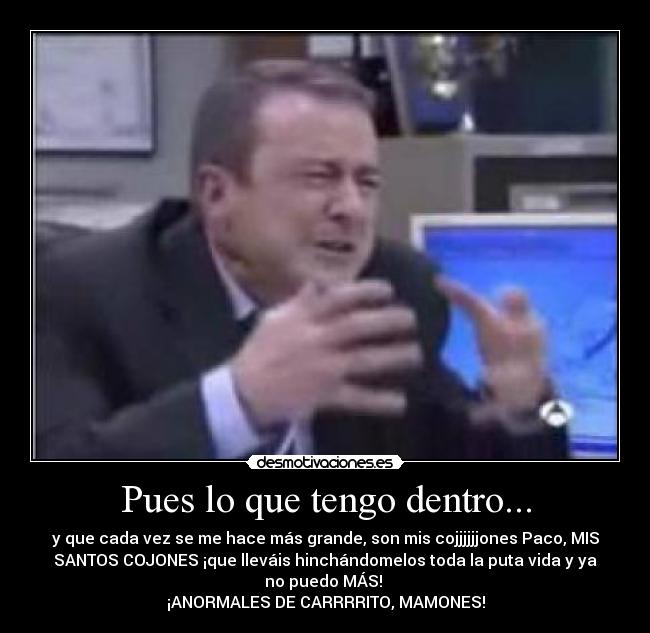 desmotivaciones.es
Pues lo que tengo dentro...
y que cada vez se me hace más grande, son mis cojjjjjjones Paco, MIS
SANTOS COJONES ¡que lleváis hinchándomelos toda la puta vida y ya
no puedo MÁS!
¡ANORMALES DE CARRRRITO, MAMONES!